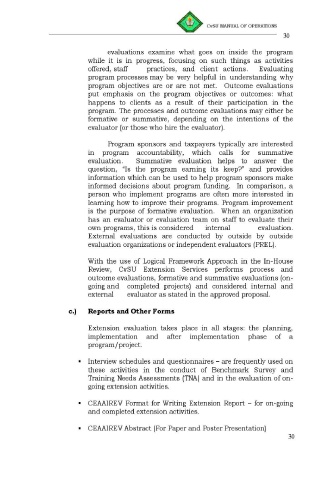 CvSU MANUAL OF OPERATIONS
30
evaluations examine what goes on inside the program
while it is in progress, focusing on such things as activities
offered, staff practices, and client actions. Evaluating
program processes may be very helpful in understanding why
program objectives are or are not met. Outcome evaluations
put emphasis on the program objectives or outcomes: what
happens to clients as a result of their participation in the
program. The processes and outcome evaluations may either be
formative or summative, depending on the intentions of the
evaluator (or those who hire the evaluator).
Program sponsors and taxpayers typically are interested
in program accountability, which calls for summative
evaluation. Summative evaluation helps to answer the
question, "Is the program earning its keep?" and provides
information which can be used to help program sponsors make
informed decisions about program funding. In comparison, a
person who implement programs are often more interested in
learning how to improve their programs. Program improvement
is the purpose of formative evaluation. When an organization
has an evaluator or evaluation team on staff to evaluate their
own programs, this is considered internal evaluation.
External evaluations are conducted by outside by outside
evaluation organizations or independent evaluators (PREL).
With the use of Logical Framework Approach in the In-House
Review, CvSU Extension Services performs process and
outcome evaluations, formative and summative evaluations (on-
going and completed projects) and considered internal and
external evaluator as stated in the approved proposal.
c.) Reports and Other Forms
Extension evaluation takes place in all stages: the planning,
implementation and after implementation phase of a
program/project.
▪ Interview schedules and questionnaires – are frequently used on
these activities in the conduct of Benchmark Survey and
Training Needs Assessments (TNA) and in the evaluation of on-
going extension activities.
▪ CEAAIREV Format for Writing Extension Report – for on-going
and completed extension activities.
▪ CEAAIREV Abstract (For Paper and Poster Presentation)
30